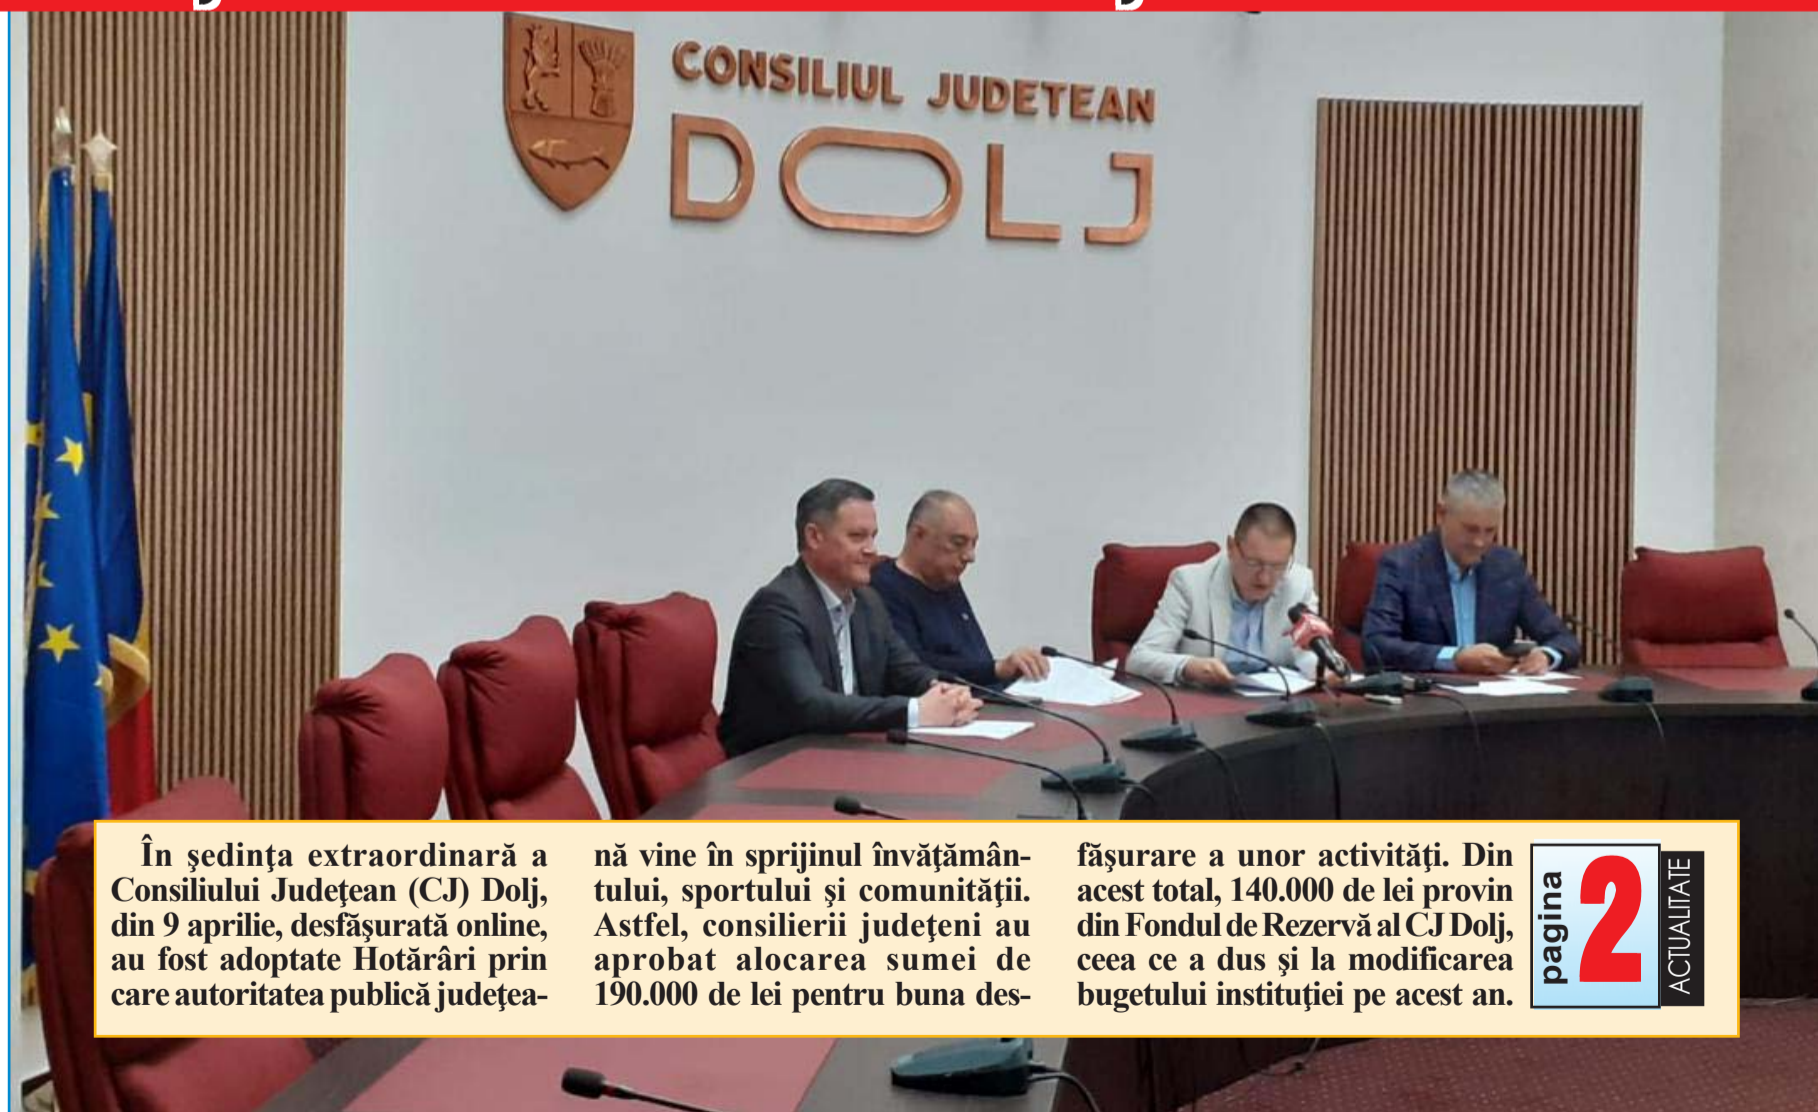 CONSILIUL JUDETEAN
DOLJ
În şedinţa extraordinară a
Consiliului Judeţean (CJ) Dolj,
din 9 aprilie, desfăşurată online,
au fost adoptate Hotărâri prin
care autoritatea publică judeţea-
nă vine în sprijinul învăţămân-
tului, sportului şi comunităţii.
Astfel, consilierii judeţeni au
aprobat alocarea sumei de
190.000 de lei pentru buna des-
făşurare a unor activităţi. Din
acest total, 140.000 de lei provin
din Fondul de Rezervă al CJ Dolj,
ceea ce a dus şi la modificarea
bugetului instituţiei pe acest an.
pagina
2
ACTUALITATE